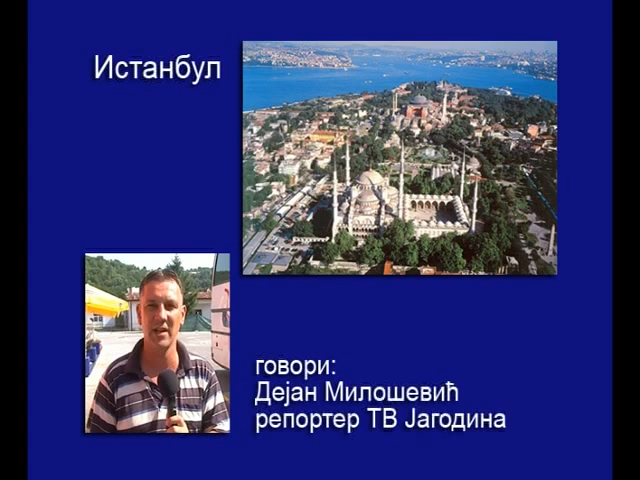 Истанбул
говори:
Дејан Милошевић
репортер ТВ Јагодина